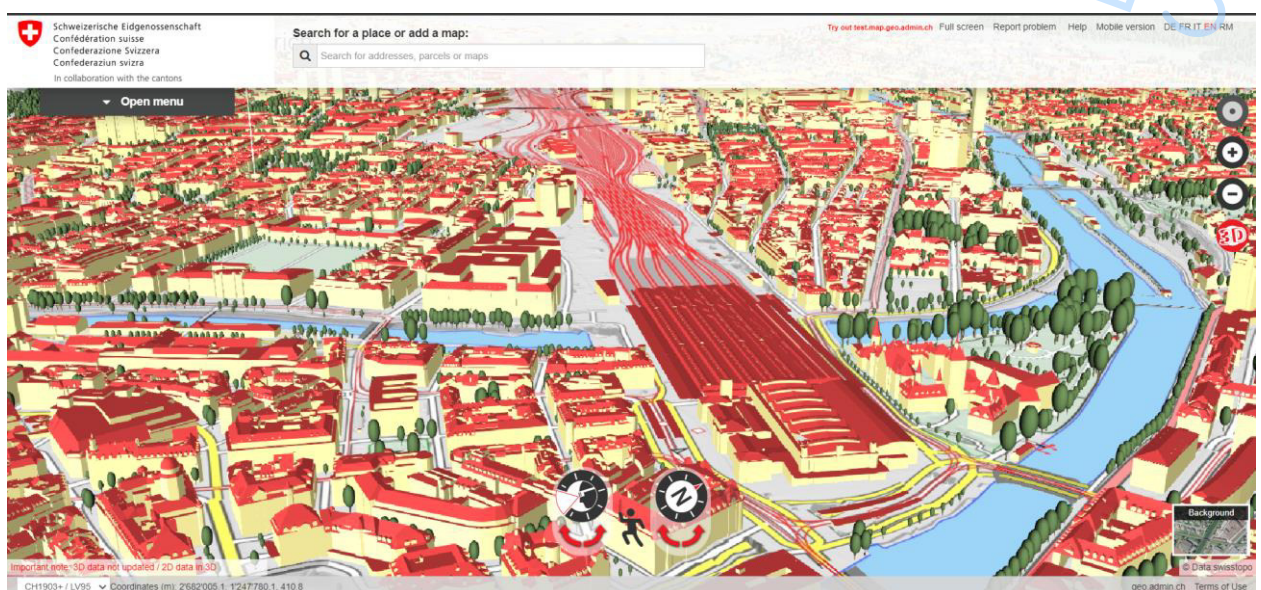 Schweizerische Eidgenossenschaft
Confédération suisse
Confederazione Svizzera
Confederaziun svizra
In collaboration with the cantons
Search for a place or add a map:
Search for addresses, parcels or maps
Try out test.map.geo.admin.ch Full screen Report problem Help Mobile version DE FR IT EN RM
Open menu
3D
N
Background
Important note: 3D data not updated / 2D data in 3D
© Data:swisstopo
CH1903+ / LV95 Coordinates (m): 2'682'005.1, 1'247'780.1, 410.8
geo.admin.ch Terms of Use